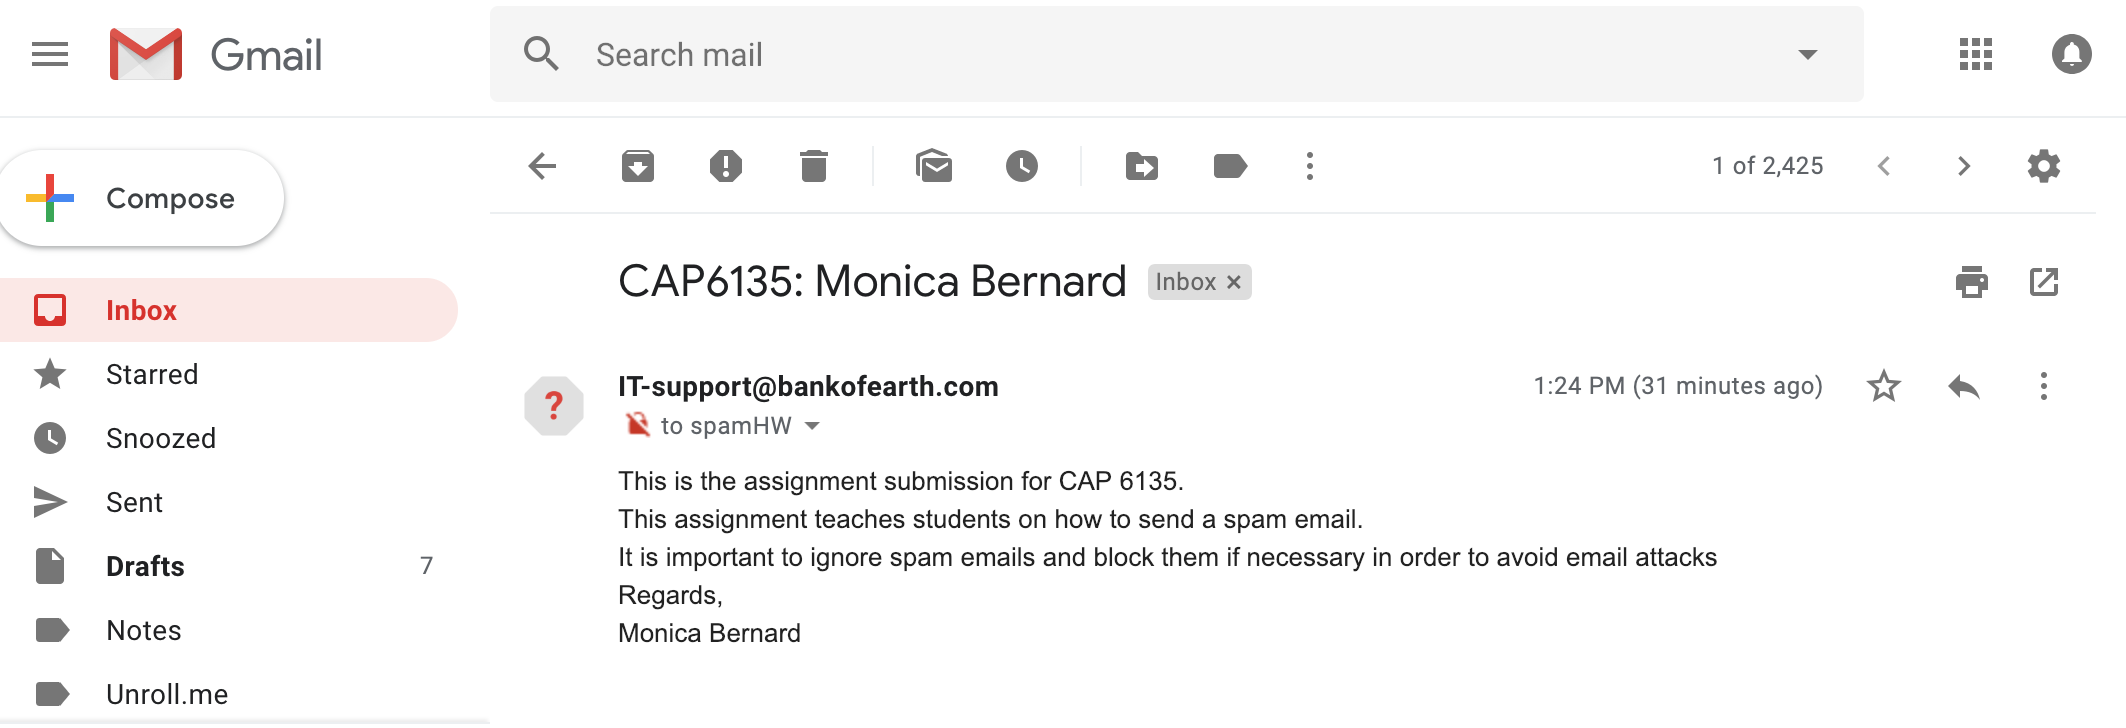 Gmail
Search mail
Compose
1 of 2,425
Inbox
Starred
Snoozed
Sent
Drafts 7
Notes
Unroll.me
CAP6135: Monica Bernard Inbox ×
? IT-support@bankofearth.com 1:24 PM (31 minutes ago)
to spamHW
This is the assignment submission for CAP 6135.
This assignment teaches students on how to send a spam email.
It is important to ignore spam emails and block them if necessary in order to avoid email attacks
Regards,
Monica Bernard